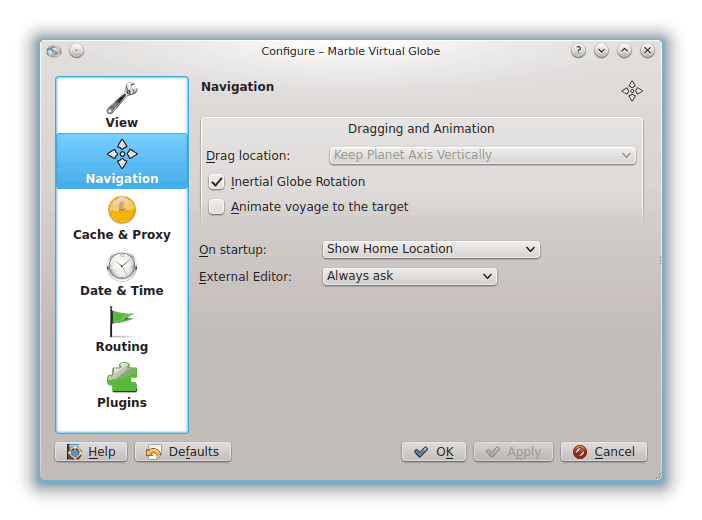 Configure – Marble Virtual Globe
View
Navigation
Cache & Proxy
Date & Time
Routing
Plugins
Navigation
Dragging and Animation
Drag location: Keep Planet Axis Vertically
Inertial Globe Rotation
Animate voyage to the target
On startup: Show Home Location
External Editor: Always ask
Help Defaults OK Apply Cancel